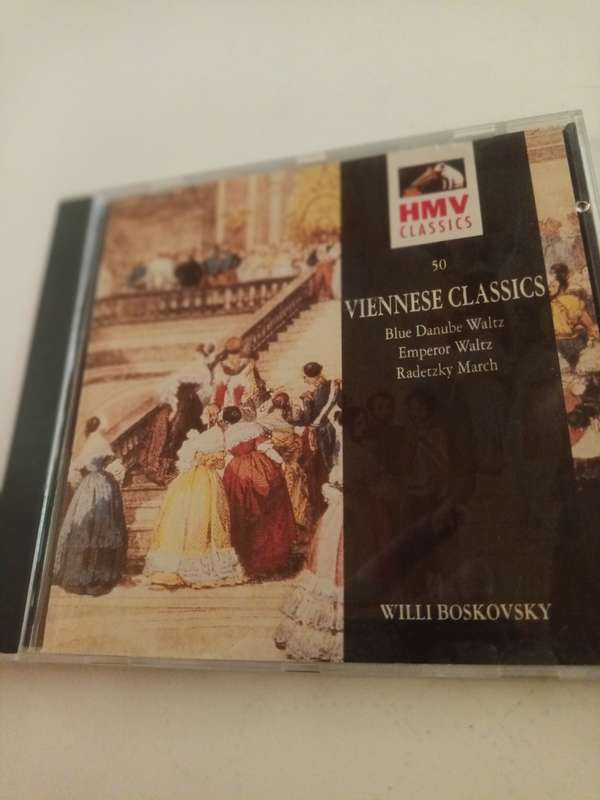 HMV
CLASSICS
50
VIENNESE CLASSICS
Blue Danube Waltz
Emperor Waltz
Radetzky March
WILLI BOSKOVSKY